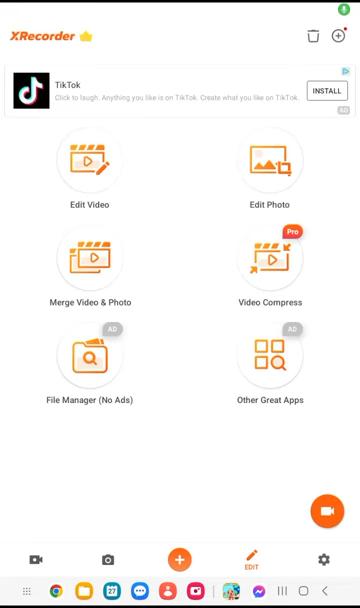 XRecorder
TikTok
Click to laugh. Anything you like is on TikTok. Create what you like on TikTok.
INSTALL
AD
Edit Video
Edit Photo
Pro
Merge Video & Photo
Video Compress
AD
AD
File Manager (No Ads)
Other Great Apps
EDIT
27